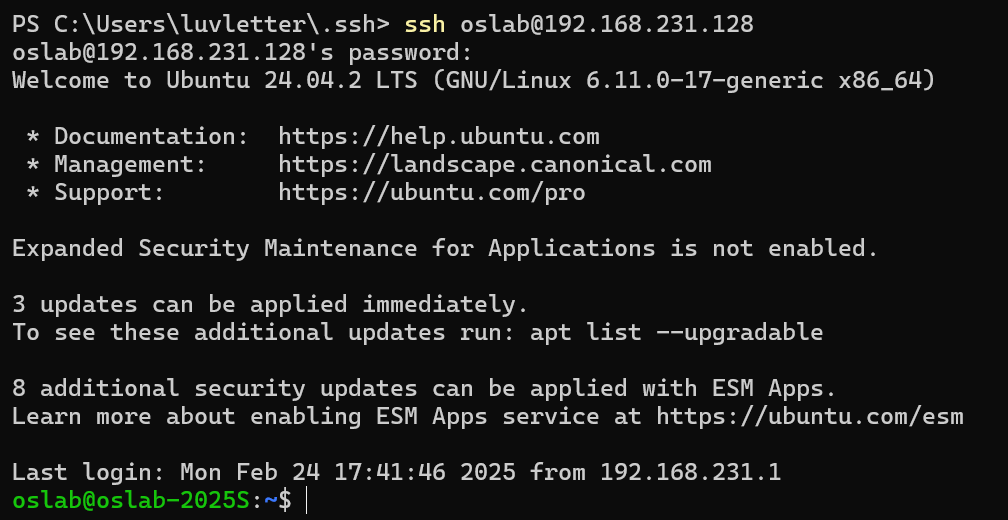 PS C:\Users\luvletter\.ssh> ssh oslab@192.168.231.128
oslab@192.168.231.128's password:
Welcome to Ubuntu 24.04.2 LTS (GNU/Linux 6.11.0-17-generic x86_64)
* Documentation:  https://help.ubuntu.com
* Management:     https://landscape.canonical.com
* Support:        https://ubuntu.com/pro
Expanded Security Maintenance for Applications is not enabled.
3 updates can be applied immediately.
To see these additional updates run: apt list --upgradable
8 additional security updates can be applied with ESM Apps.
Learn more about enabling ESM Apps service at https://ubuntu.com/esm
Last login: Mon Feb 24 17:41:46 2025 from 192.168.231.1
oslab@oslab-2025S:~$